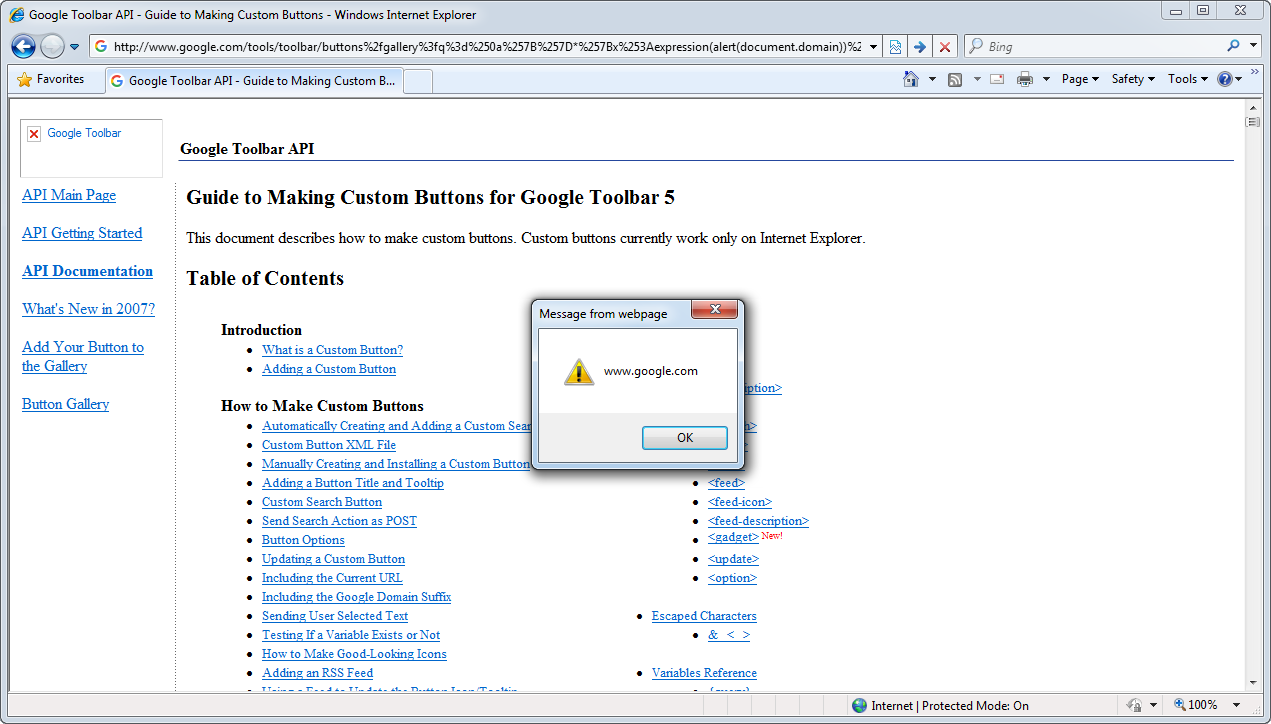 Google Toolbar API - Guide to Making Custom Buttons - Windows Internet Explorer
http://www.google.com/tools/toolbar/buttons%2fgallery%3fq%3d%250a%257B%257D*%257Bx%253Aexpression(alert(document.domain))%2
Bing
Favorites
Google Toolbar API - Guide to Making Custom B...
Page
Safety
Tools
Google Toolbar
Google Toolbar API
API Main Page
API Getting Started
API Documentation
What's New in 2007?
Add Your Button to
the Gallery
Button Gallery
Guide to Making Custom Buttons for Google Toolbar 5
This document describes how to make custom buttons. Custom buttons currently work only on Internet Explorer.
Table of Contents
Introduction
What is a Custom Button?
Adding a Custom Button
How to Make Custom Buttons
Automatically Creating and Adding a Custom Sear
Custom Button XML File
Manually Creating and Installing a Custom Button
Adding a Button Title and Tooltip
Custom Search Button
Send Search Action as POST
Button Options
Updating a Custom Button
Including the Current URL
Including the Google Domain Suffix
Sending User Selected Text
Testing If a Variable Exists or Not
How to Make Good-Looking Icons
Adding an RSS Feed
Using a Feed to Update the Button Icon/Tooltip
Message from webpage
www.google.com
OK
iption>
<feed>
<feed-icon>
<feed-description>
<gadget> New!
<update>
<option>
Escaped Characters
& < >
Variables Reference
{query}
Internet | Protected Mode: On
100%